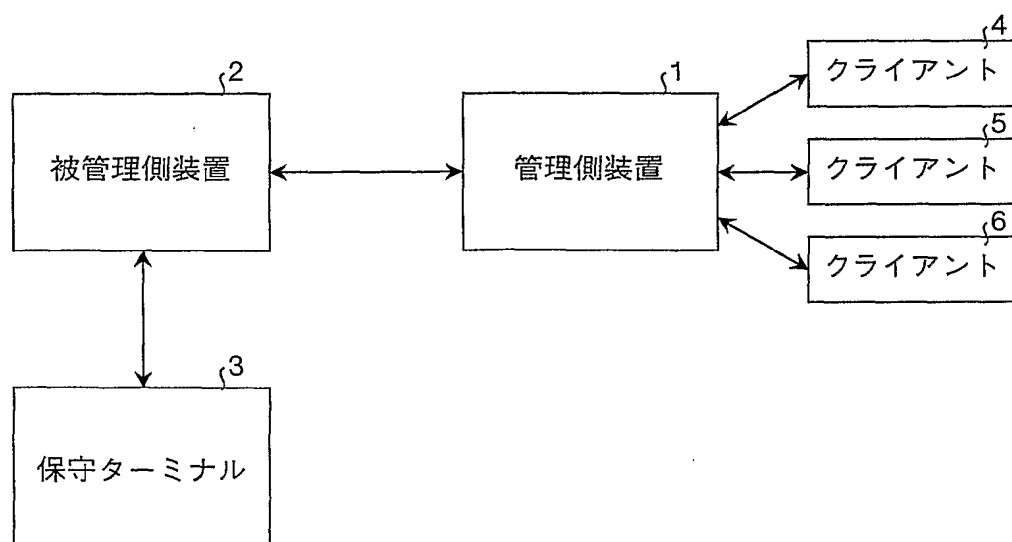 4
クライアント
2
1
被管理側装置
管理側装置
5
クライアント
6
クライアント
3
保守ターミナル